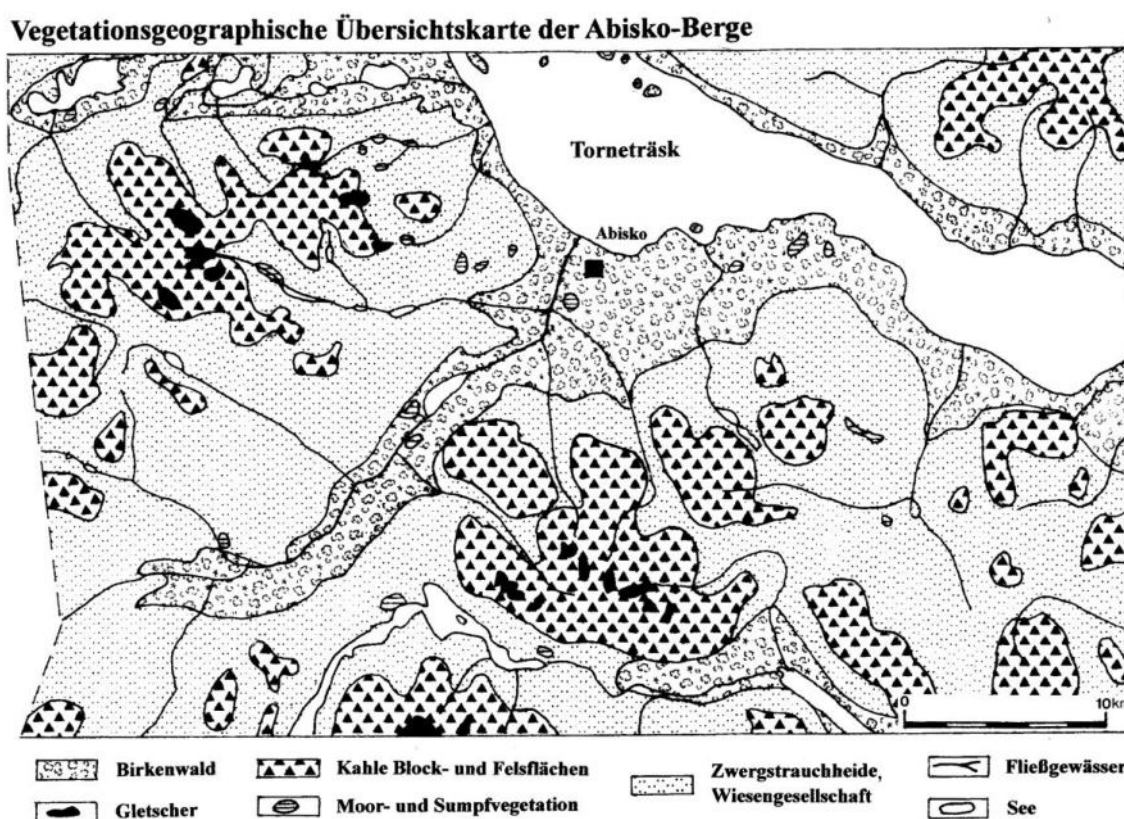 Vegetationsgeographische Übersichtskarte der Abisko-Berge
Torneträsk
Abisko
0 10km
Birkenwald
Kahle Block- und Felsflächen
Zwergstrauchheide,
Wiesengesellschaft
Fließgewässer
Gletscher
Moor- und Sumpfvegetation
See